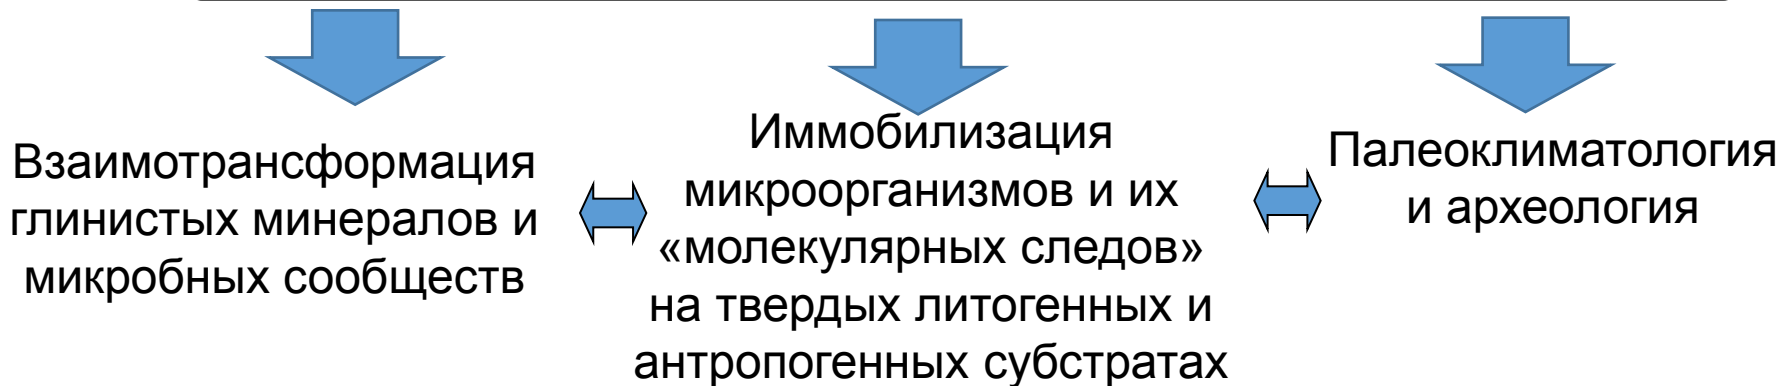 Взаимотрансформация
глинистых минералов и
микробных сообществ
Иммобилизация
микроорганизмов и их
«молекулярных следов»
на твердых литогенных и
антропогенных субстратах
Палеоклиматология
и археология